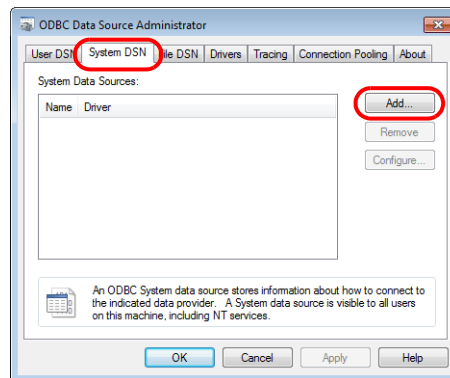 ODBC Data Source Administrator
User DSN System DSN File DSN Drivers Tracing Connection Pooling About
System Data Sources:
Name Driver
Add...
Remove
Configure...
An ODBC System data source stores information about how to connect to
the indicated data provider. A System data source is visible to all users
on this machine, including NT services.
OK Cancel Apply Help